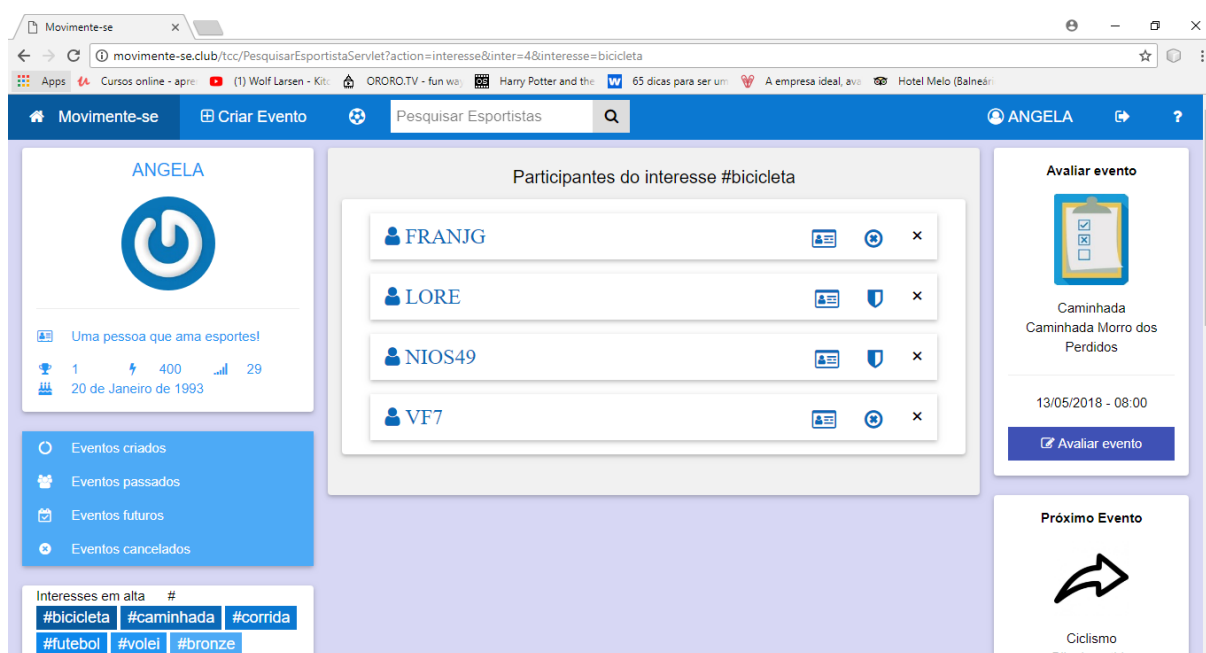 Movimente-se
movimente-se.club/tcc/PesquisarEsportistaServlet?action=interesse&inter=4&interesse=bicicleta
Apps Cursos online - apre (1) Wolf Larsen - Kitc ORORO.TV - fun way Harry Potter and the 65 dicas para ser um A empresa ideal, ava Hotel Melo (Balneári
Movimente-se Criar Evento Pesquisar Esportistas ANGELA ?
ANGELA
Uma pessoa que ama esportes!
1 400 29
20 de Janeiro de 1993
Eventos criados
Eventos passados
Eventos futuros
Eventos cancelados
Interesses em alta #
#bicicleta #caminhada #corrida
#futebol #volei #bronze
Participantes do interesse #bicicleta
FRANJG
LORE
NIOS49
VF7
Avaliar evento
Caminhada
Caminhada Morro dos
Perdidos
13/05/2018 - 08:00
Avaliar evento
Próximo Evento
Ciclismo